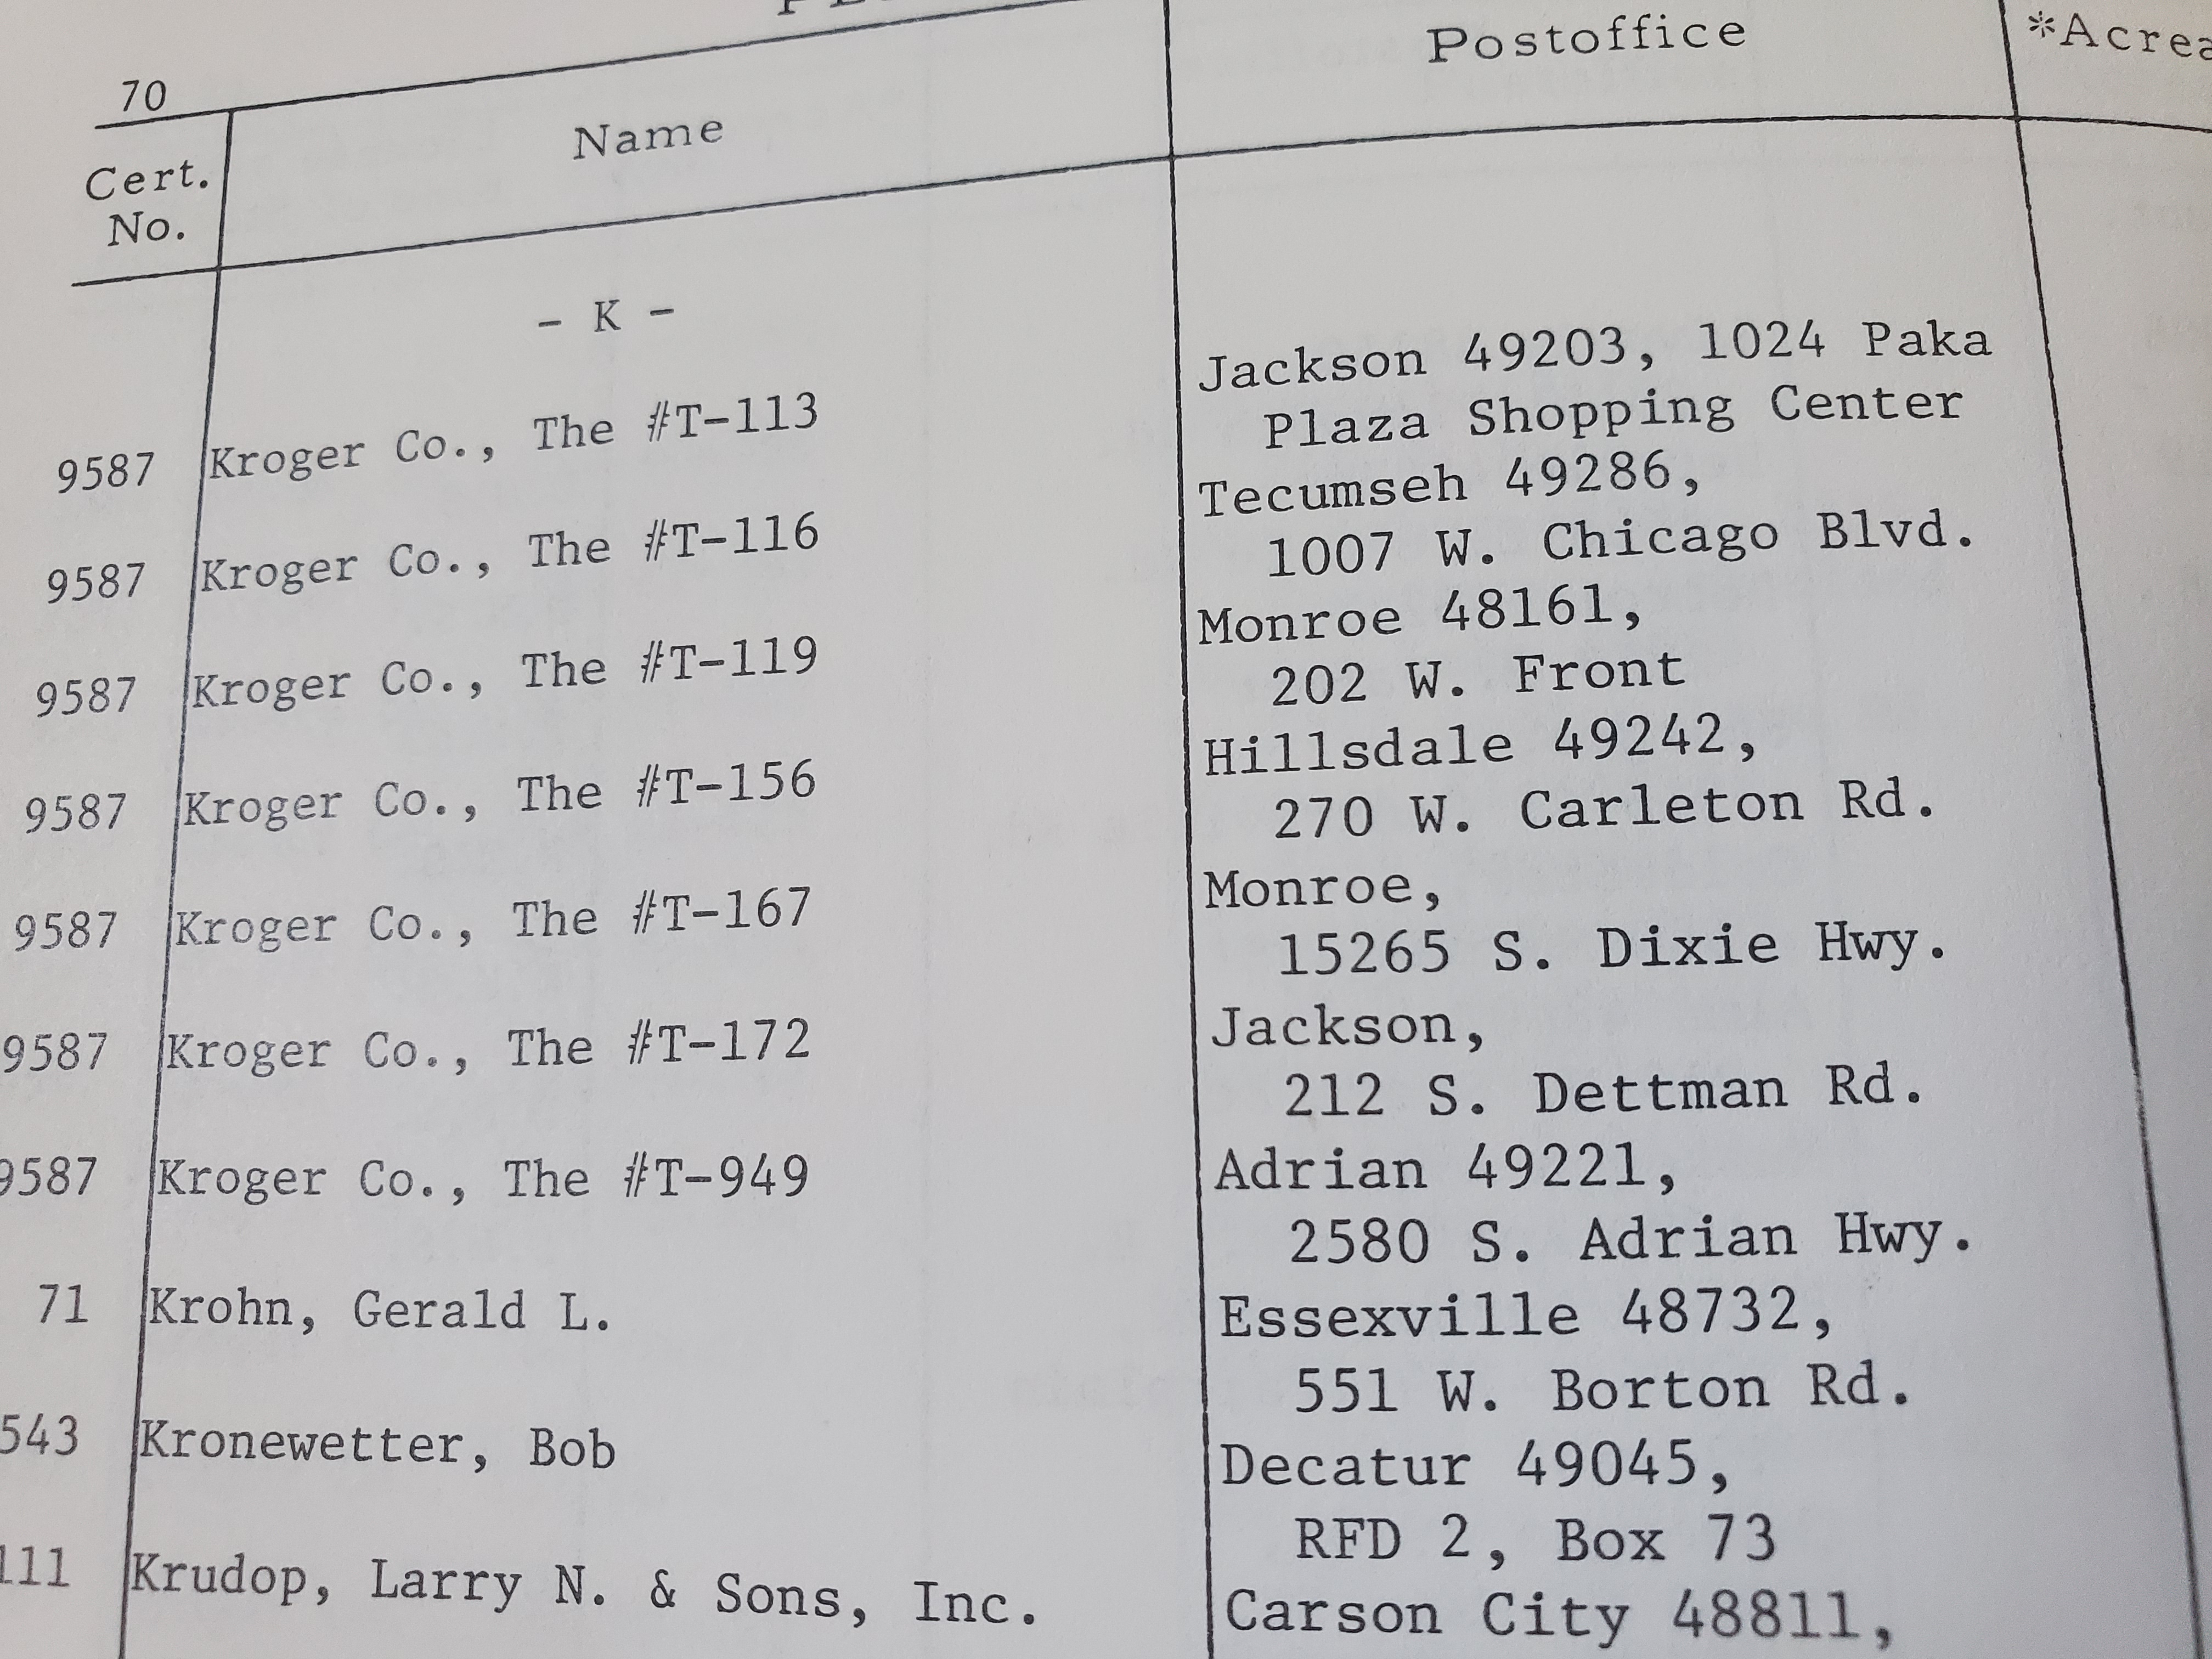 70
Cert. No.
Name
Postoffice
- K -
9587 Kroger Co., The #T-113 Jackson 49203, 1024 Paka
Plaza Shopping Center
9587 Kroger Co., The #T-116 Tecumseh 49286,
1007 W. Chicago Blvd.
9587 Kroger Co., The #T-119 Monroe 48161,
202 W. Front
9587 Kroger Co., The #T-156 Hillsdale 49242,
270 W. Carleton Rd.
9587 Kroger Co., The #T-167 Monroe,
15265 S. Dixie Hwy.
9587 Kroger Co., The #T-172 Jackson,
212 S. Dettman Rd.
9587 Kroger Co., The #T-949 Adrian 49221,
2580 S. Adrian Hwy.
71 Krohn, Gerald L. Essexville 48732,
551 W. Borton Rd.
543 Kronewetter, Bob Decatur 49045,
RFD 2, Box 73
111 Krudop, Larry N. & Sons, Inc. Carson City 48811,